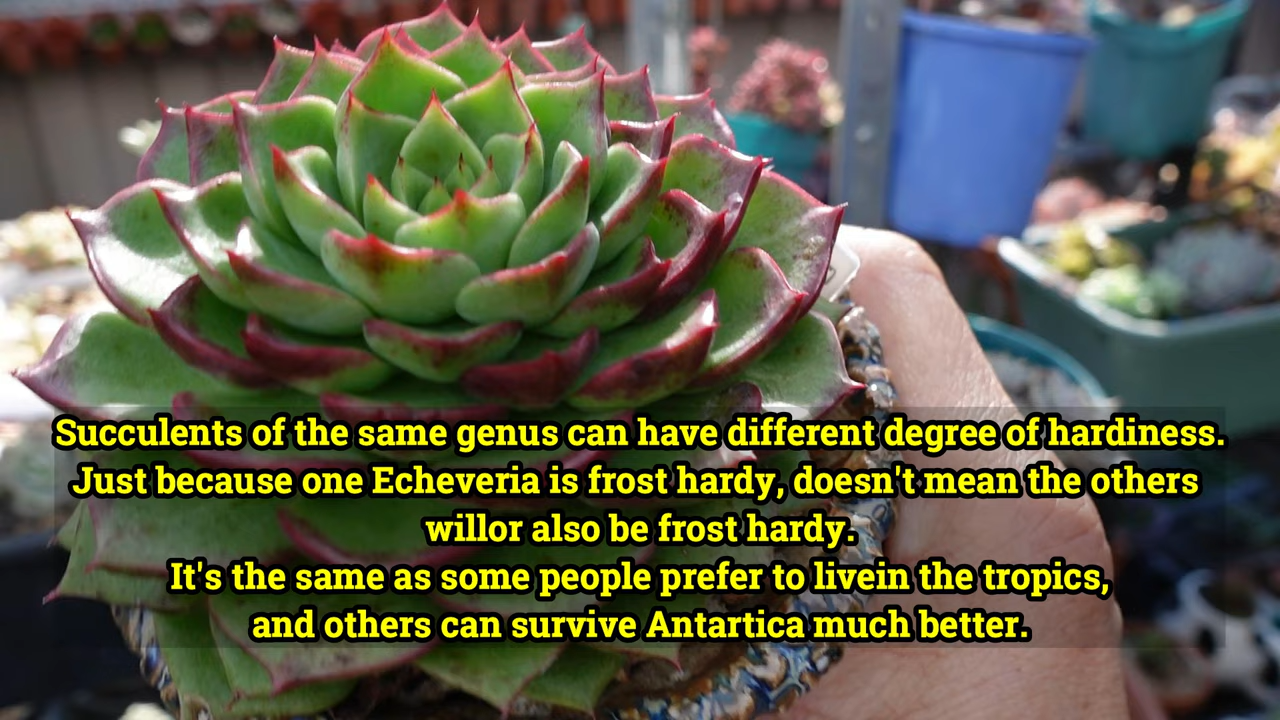 Succulents of the same genus can have different degree of hardiness.
Just because one Echeveria is frost hardy, doesn't mean the others
willor also be frost hardy.
It's the same as some people prefer to livein the tropics,
and others can survive Antartica much better.